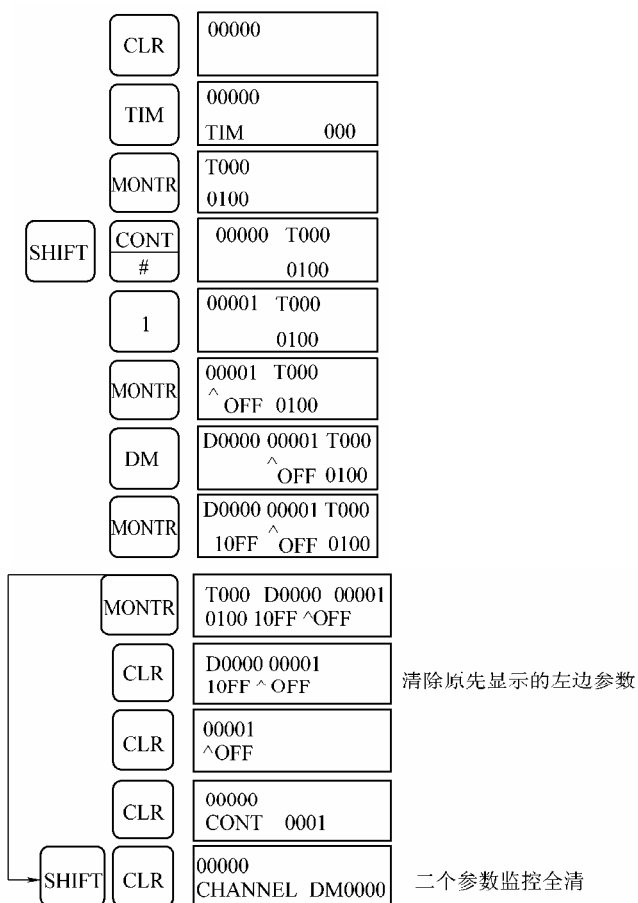 CLR
00000
TIM
00000
TIM 000
MONTR
T000
0100
SHIFT
CONT
#
00000 T000
0100
1
00001 T000
0100
MONTR
00001 T000
^ OFF 0100
DM
D0000 00001 T000
^ OFF 0100
MONTR
D0000 00001 T000
10FF ^ OFF 0100
MONTR
T000 D0000 00001
0100 10FF ^OFF
CLR
D0000 00001
10FF ^ OFF
清除原先显示的左边参数
CLR
00001
^OFF
CLR
00000
CONT 0001
SHIFT
CLR
00000
CHANNEL DM0000
二个参数监控全清